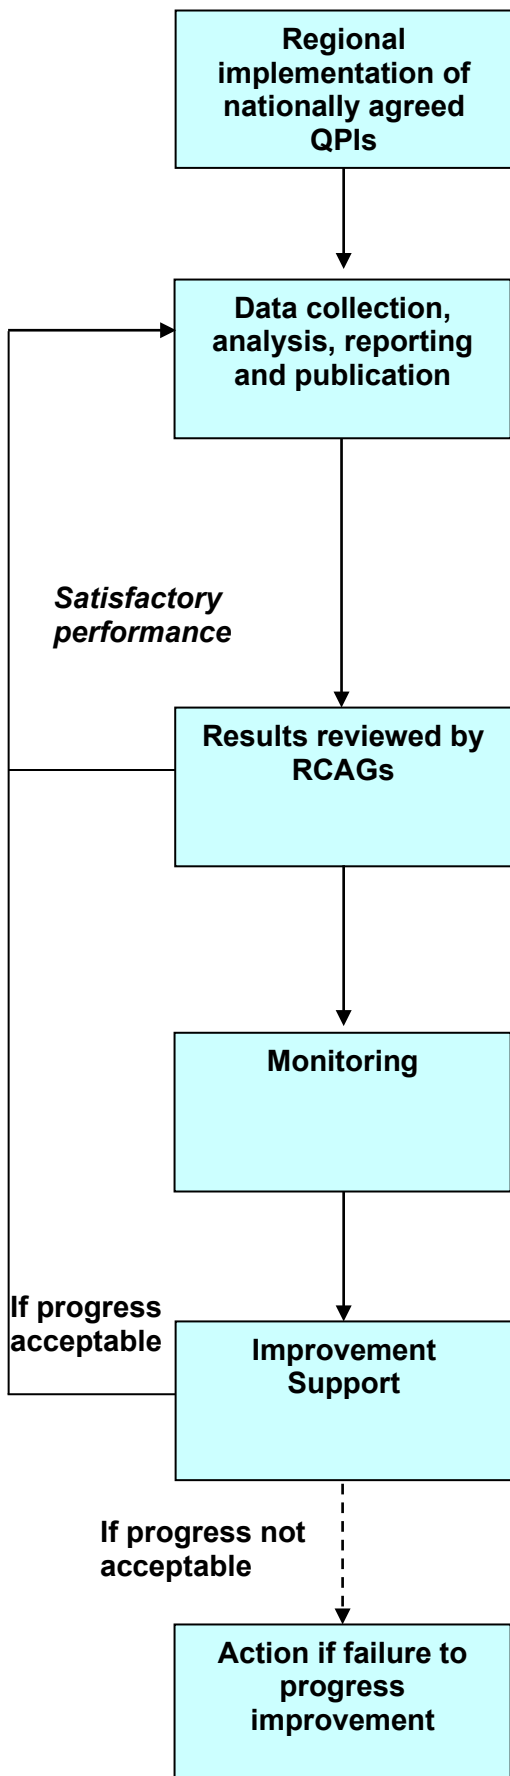 Regional
implementation of
nationally agreed
QPIs
Data collection,
analysis, reporting
and publication
Satisfactory
performance
Results reviewed by
RCAGs
Monitoring
If progress
acceptable
Improvement
Support
If progress not
acceptable
Action if failure to
progress
improvement